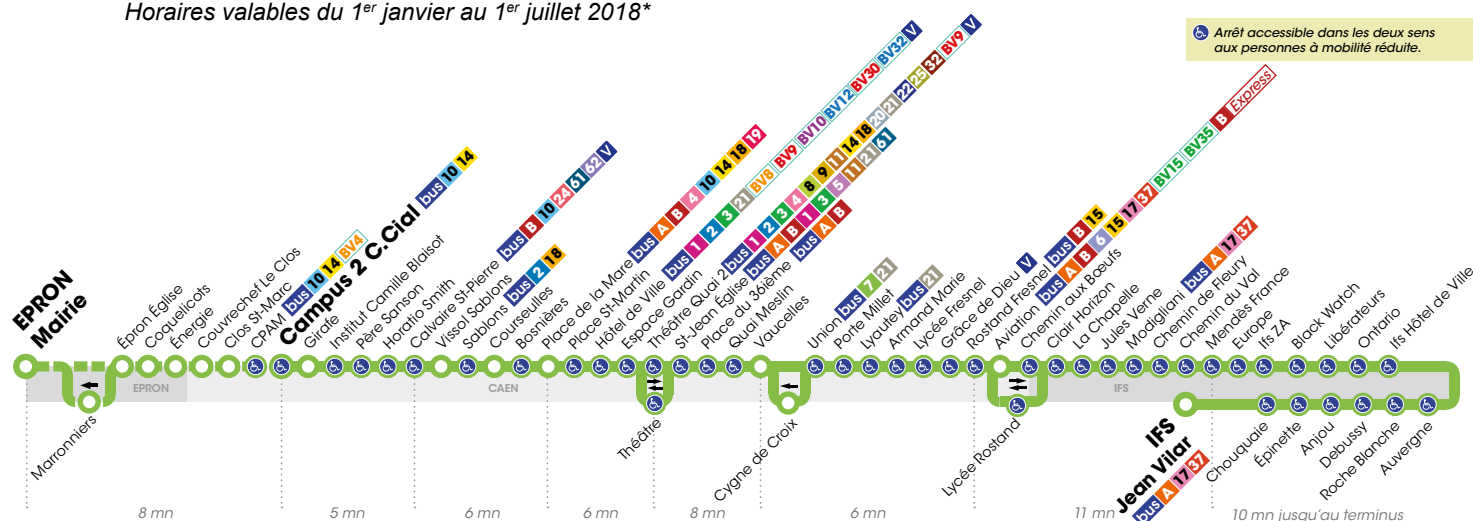 Horaires valables du 1er janvier au 1er juillet 2018*
Arrêt accessible dans les deux sens
aux personnes à mobilité réduite.
EPRON
Mairie
Marronniers
Épron Église
Coquelicots
Énergie
Couvrechef Le Clos
Clos St-Marc
CPAM bus 10 14 BV4
Campus 2 C.Cial bus 10 14
Girafe
Institut Camille Blaisot
Père Sanson
Horatio Smith
Calvaire St-Pierre bus B 10 24 61 62 V
Vissol Sablons
Sablons bus 2 18
Courseulles
Bosnières
Place de la Mare bus A B 4 10 14 18 19
Place St-Martin
Hôtel de Ville bus 1 2 3 21 BV8 BV9 BV10 BV12 BV30 BV32 V
Espace Gardin
Théâtre Quai 2 bus 1 2 3 4 8 9 11 14 18 20 21 22 25 32 BV9 V
Théâtre
St-Jean Église bus A B 1 3 5 11 21 61
Place du 36ième bus A B
Quai Meslin
Vaucelles
Cygne de Croix
Union bus 7 21
Porte Millet
Lyautey bus 21
Armand Marie
Lycée Fresnel
Grâce de Dieu V
Rostand Fresnel bus B 15
Aviation bus A B 6 15 17 37 BV15 BV35 B Express
Lycée Rostand
Chemin aux Bœufs
Clair Horizon
La Chapelle
Jules Verne
Modigliani bus A 17 37
Chemin de Fleury
Chemin du Val
Mendès France
Europe
Ifs ZA
Black Watch
Libérateurs
Ontario
Ifs Hôtel de Ville
EPRON
CAEN
IFS
IFS
Jean Vilar
bus A 17 37
Chouquaie
Épinette
Anjou
Debussy
Roche Blanche
Auvergne
8 mn
5 mn
6 mn
6 mn
8 mn
6 mn
11 mn
10 mn jusqu'au terminus